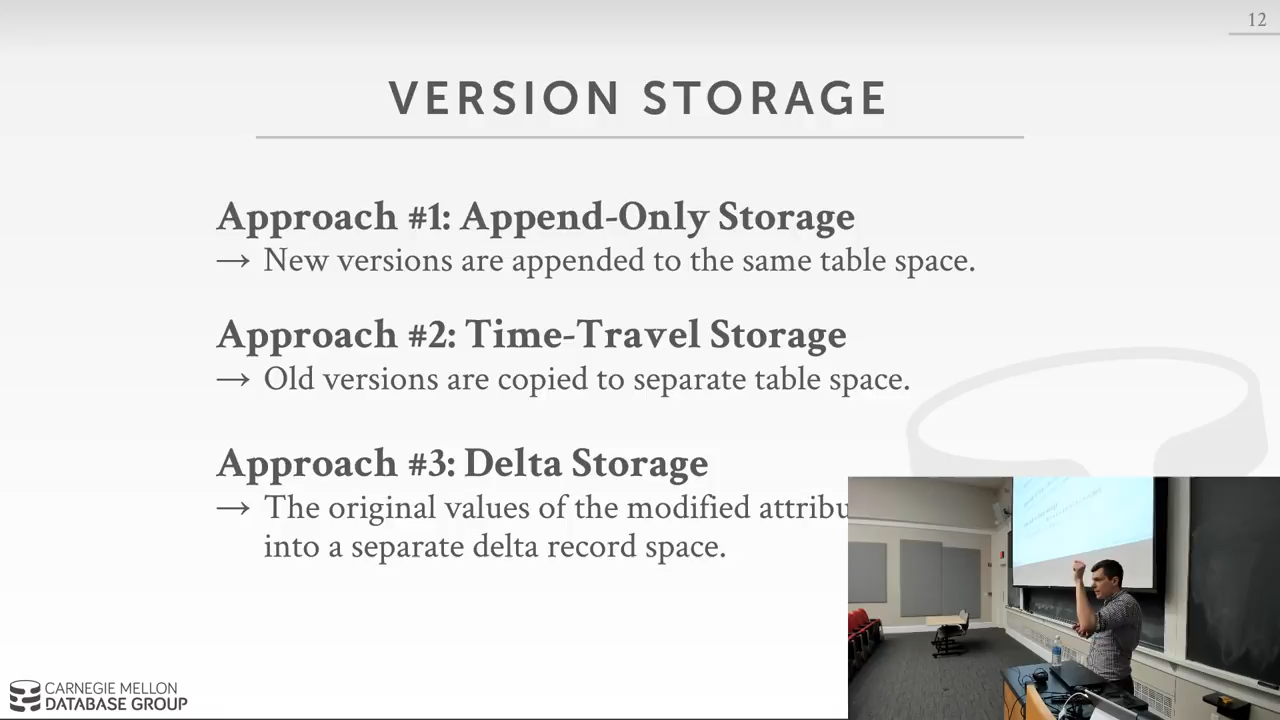 12
VERSION STORAGE
Approach #1: Append-Only Storage
→ New versions are appended to the same table space.
Approach #2: Time-Travel Storage
→ Old versions are copied to separate table space.
Approach #3: Delta Storage
→ The original values of the modified
into a separate delta record space.
CARNEGIE MELLON
DATABASE GROUP